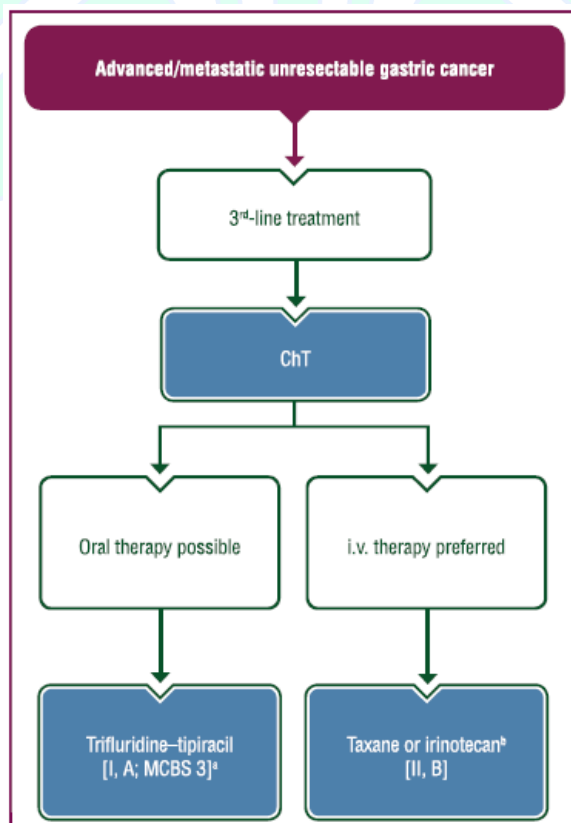 Advanced/metastatic unresectable gastric cancer
3rd-line treatment
ChT
Oral therapy possible
i.v. therapy preferred
Trifluridine–tipiracil
[I, A; MCBS 3]a
Taxane or irinotecanb
[II, B]